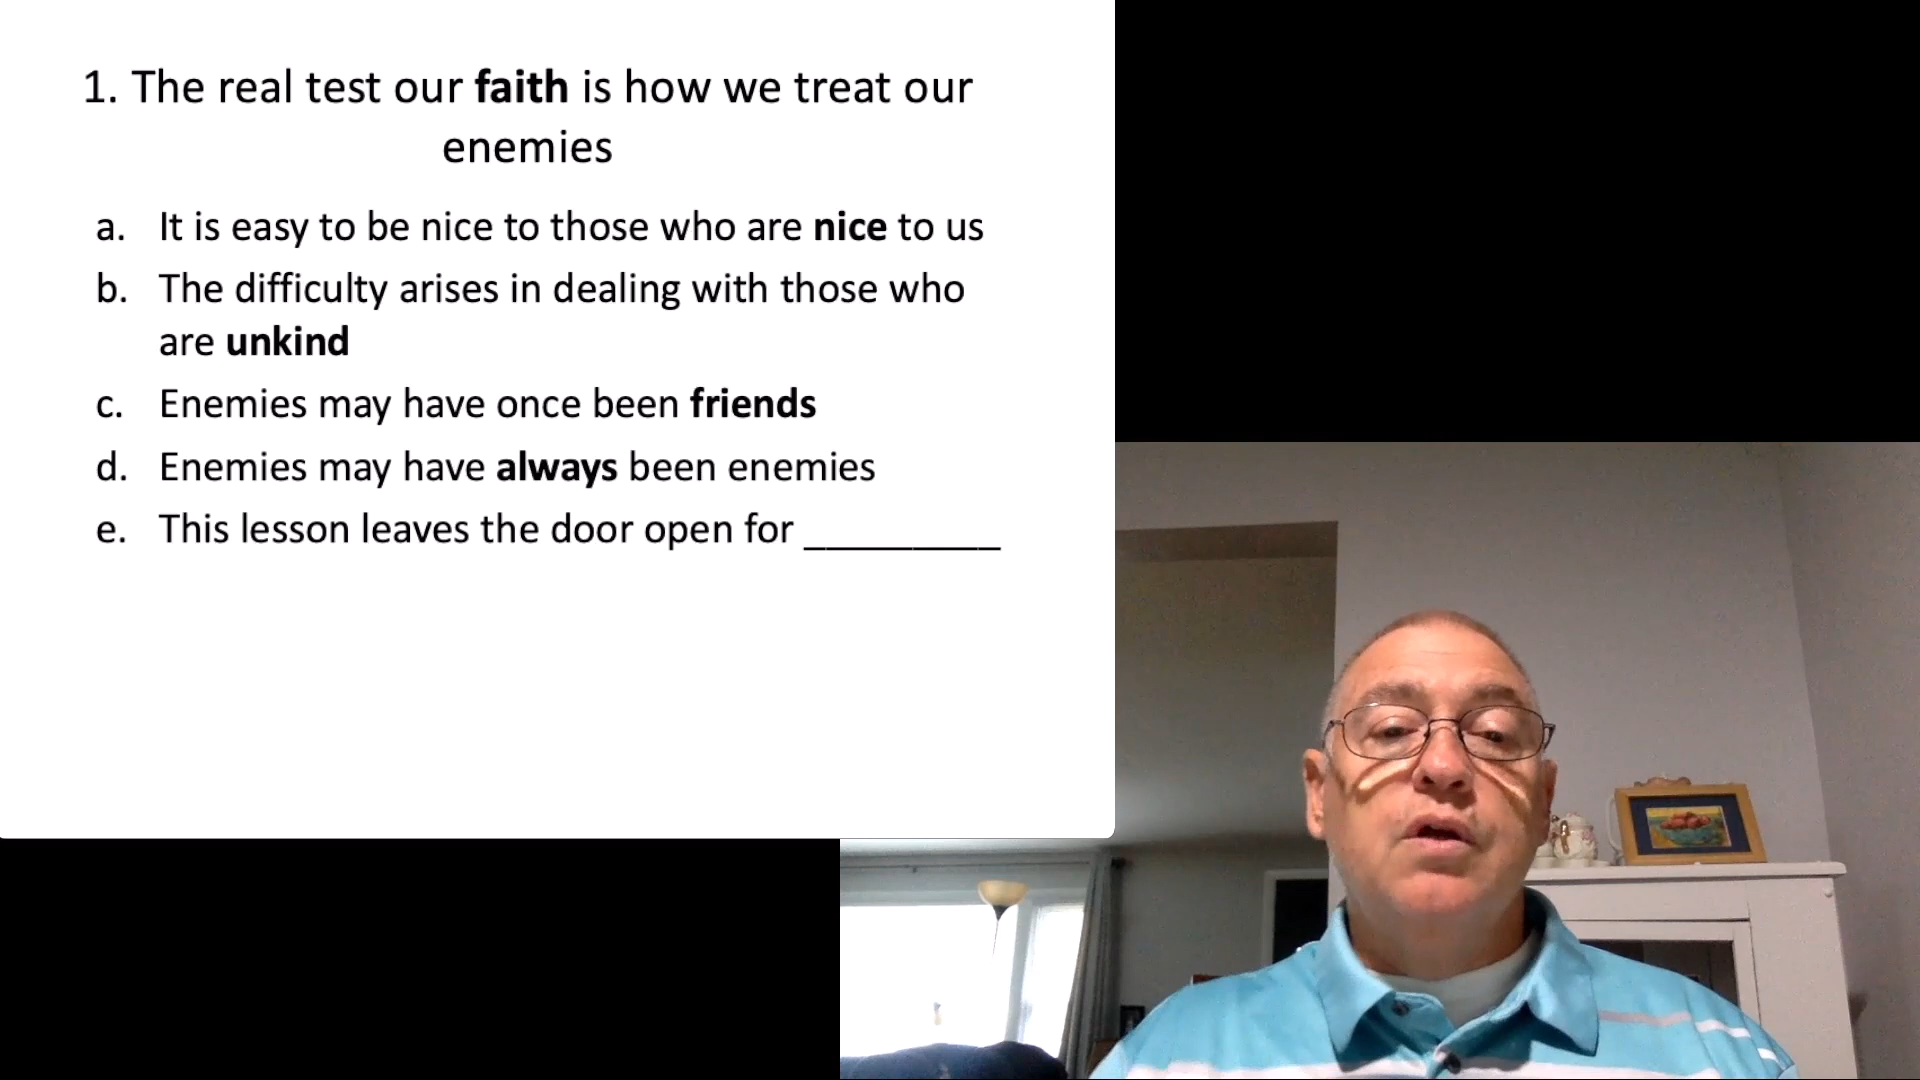 1. The real test our faith is how we treat our
enemies
a. It is easy to be nice to those who are nice to us
b. The difficulty arises in dealing with those who
are unkind
c. Enemies may have once been friends
d. Enemies may have always been enemies
e. This lesson leaves the door open for _________